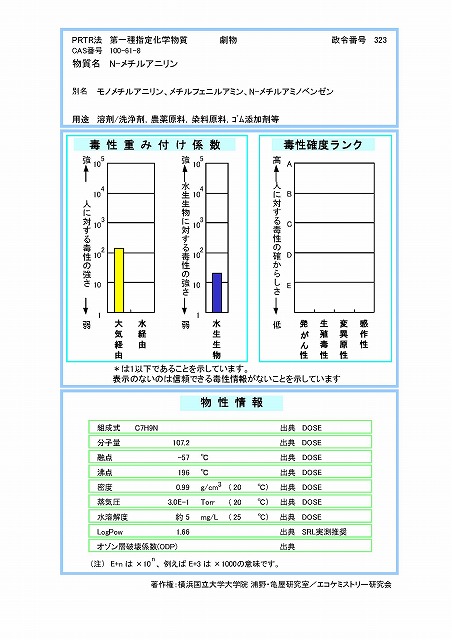 PRTR法 第一種指定化学物質 劇物 政令番号 323
CAS番号 100-61-8
物質名 N-メチルアニリン
別名 モノメチルアニリン、メチルフェニルアミン、N-メチルアミノベンゼン
用途 溶剤/洗浄剤, 農薬原料, 染料原料, ゴム添加剤等
毒性重み付け係数
強
人に対する毒性の強さ
弱
10^5
10^4
10^3
10^2
10
1
大気経由
水経由
強
水生生物に対する毒性の強さ
弱
10^5
10^4
10^3
10^2
10
1
水生生物
毒性確度ランク
高
人に対する毒性の確からしさ
低
A
B
C
D
E
発がん性
生殖毒性
変異原性
感作性
*は1以下であることを示しています。
表示のないのは信頼できる毒性情報がないことを示しています
物性情報
組成式 C7H9N 出典 DOSE
分子量 107.2 出典 DOSE
融点 -57 ℃ 出典 DOSE
沸点 196 ℃ 出典 DOSE
密度 0.99 g/cm3 (20 ℃) 出典 DOSE
蒸気圧 3.0E-1 Torr (20 ℃) 出典 DOSE
水溶解度 約5 mg/L (25 ℃) 出典 DOSE
LogPow 1.66 出典 SRL実測推奨
オゾン層破壊係数(ODP) 出典
(注) E+n は ×10^n、例えば E+3 は ×1000の意味です。
著作権:横浜国立大学大学院 浦野・亀屋研究室/エコケミストリー研究会